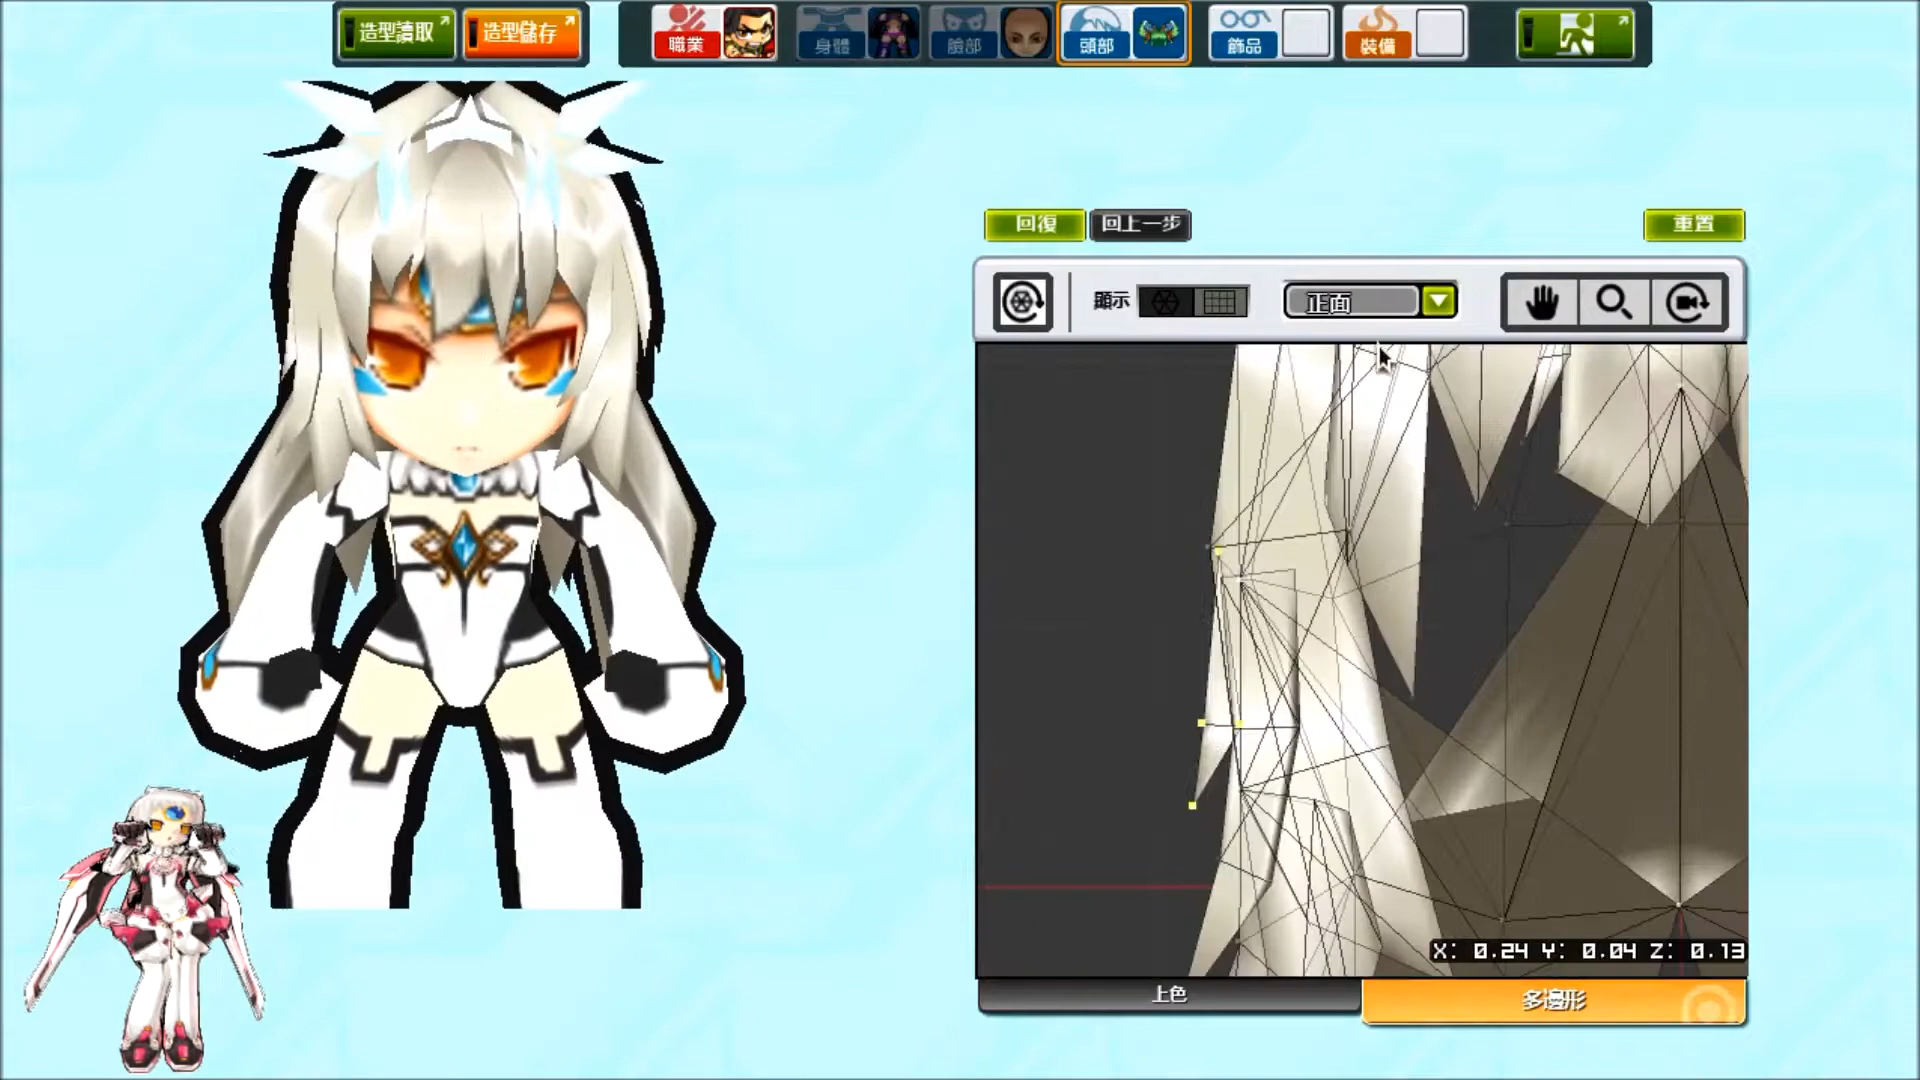 造型讀取
造型儲存
職業
身體
臉部
頭部
飾品
裝備
回復
回上一步
重置
顯示
正面
X: 0.24 Y: 0.04 Z: 0.13
上色
多邊形